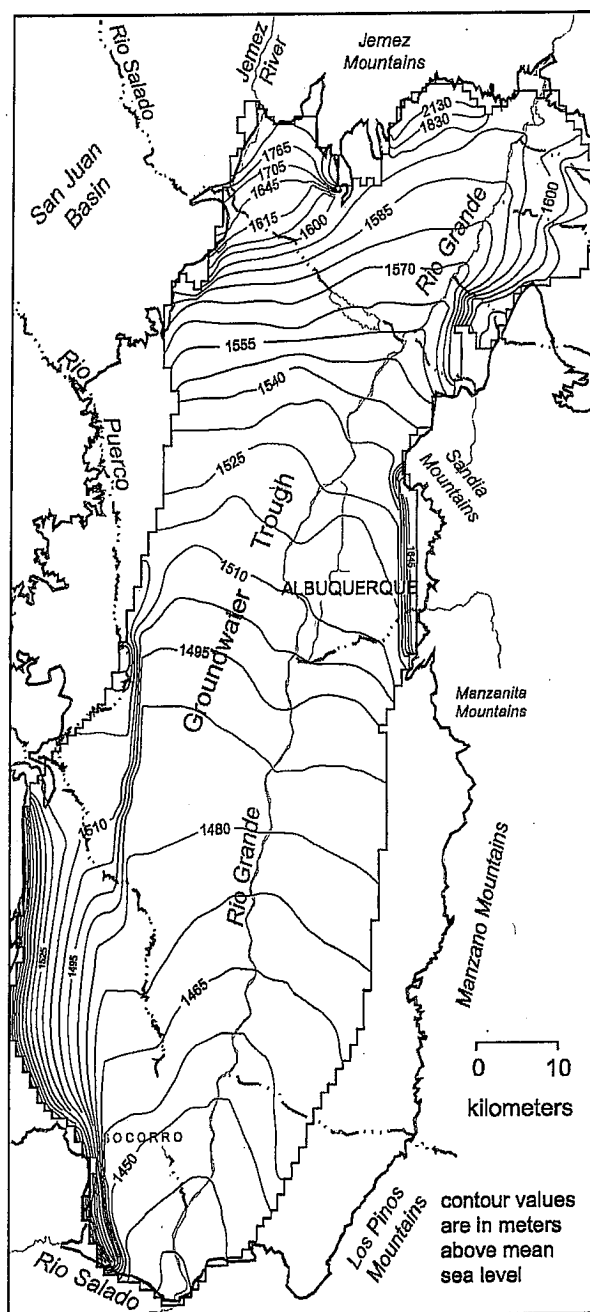 Rio Salado
Jemez
River
Jemez
Mountains
San Juan
Basin
2130
1830
1765
1705
1645
1615
1600
1585
1600
Rio Grande
1570
1555
1540
Rio
Puerco
1525
Sandia
Mountains
Groundwater Trough
1510
ALBUQUERQUE
1645
1495
Manzanita
Mountains
1510
1480
Rio Grande
Manzano Mountains
1525
1495
1465
0 10
kilometers
SOCORRO
1450
Los Pinos
Mountains
Rio Salado
contour values
are in meters
above mean
sea level